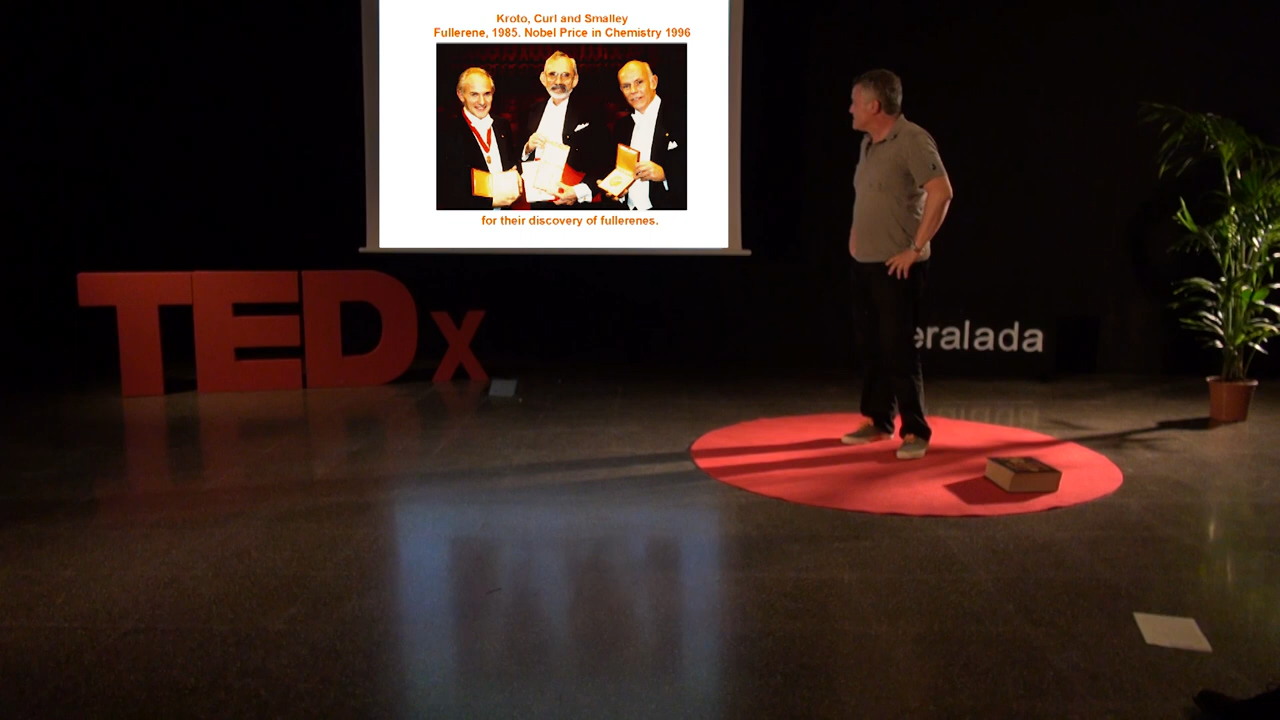 Kroto, Curl and Smalley
Fullerene, 1985. Nobel Price in Chemistry 1996
for their discovery of fullerenes.
TEDx
eralada